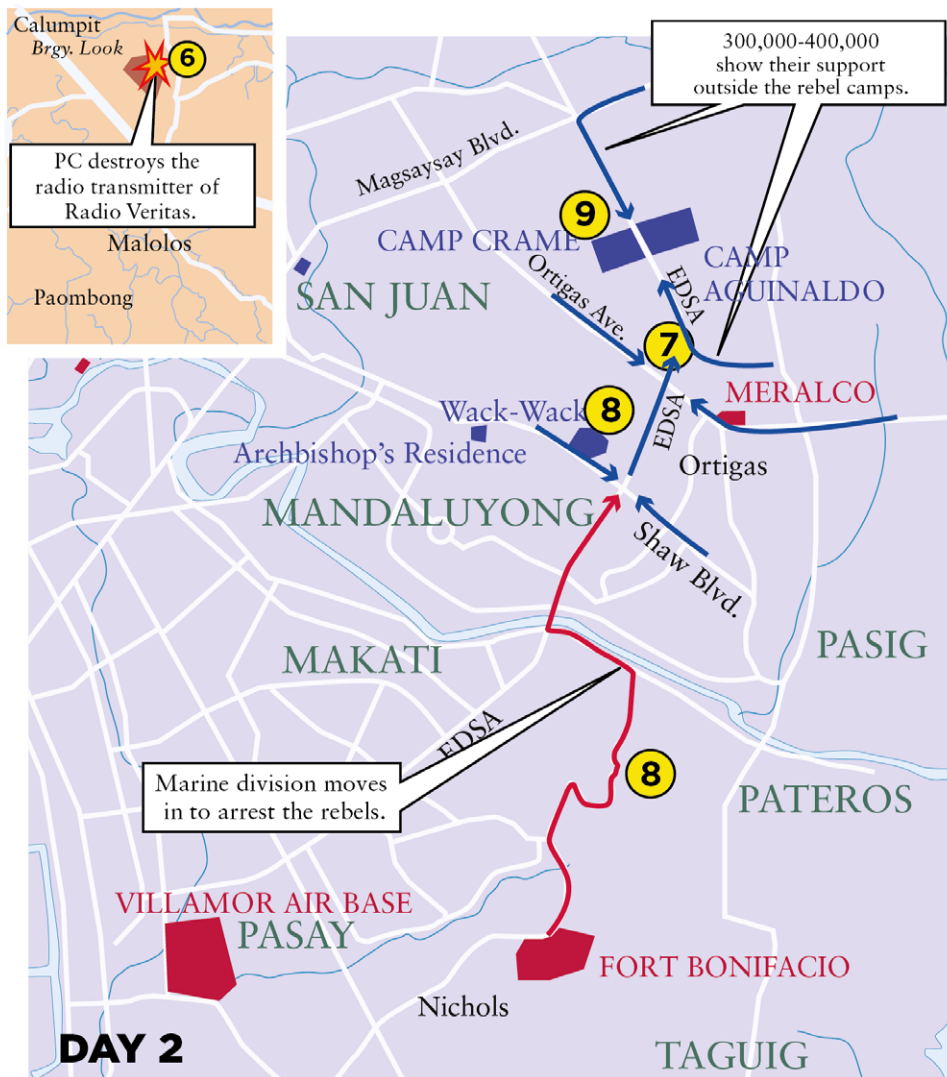 Calumpit
Brgy. Look
6
PC destroys the
radio transmitter of
Radio Veritas.
Malolos
Paombong
300,000-400,000
show their support
outside the rebel camps.
Magsaysay Blvd.
9
CAMP CRAME
CAMP
AGUINALDO
EDSA
SAN JUAN
Ortigas Ave.
7
MERALCO
Wack-Wack
8
EDSA
Archbishop's Residence
Ortigas
MANDALUYONG
Shaw Blvd.
MAKATI
PASIG
EDSA
Marine division moves
in to arrest the rebels.
8
PATEROS
VILLAMOR AIR BASE
PASAY
FORT BONIFACIO
Nichols
DAY 2
TAGUIG